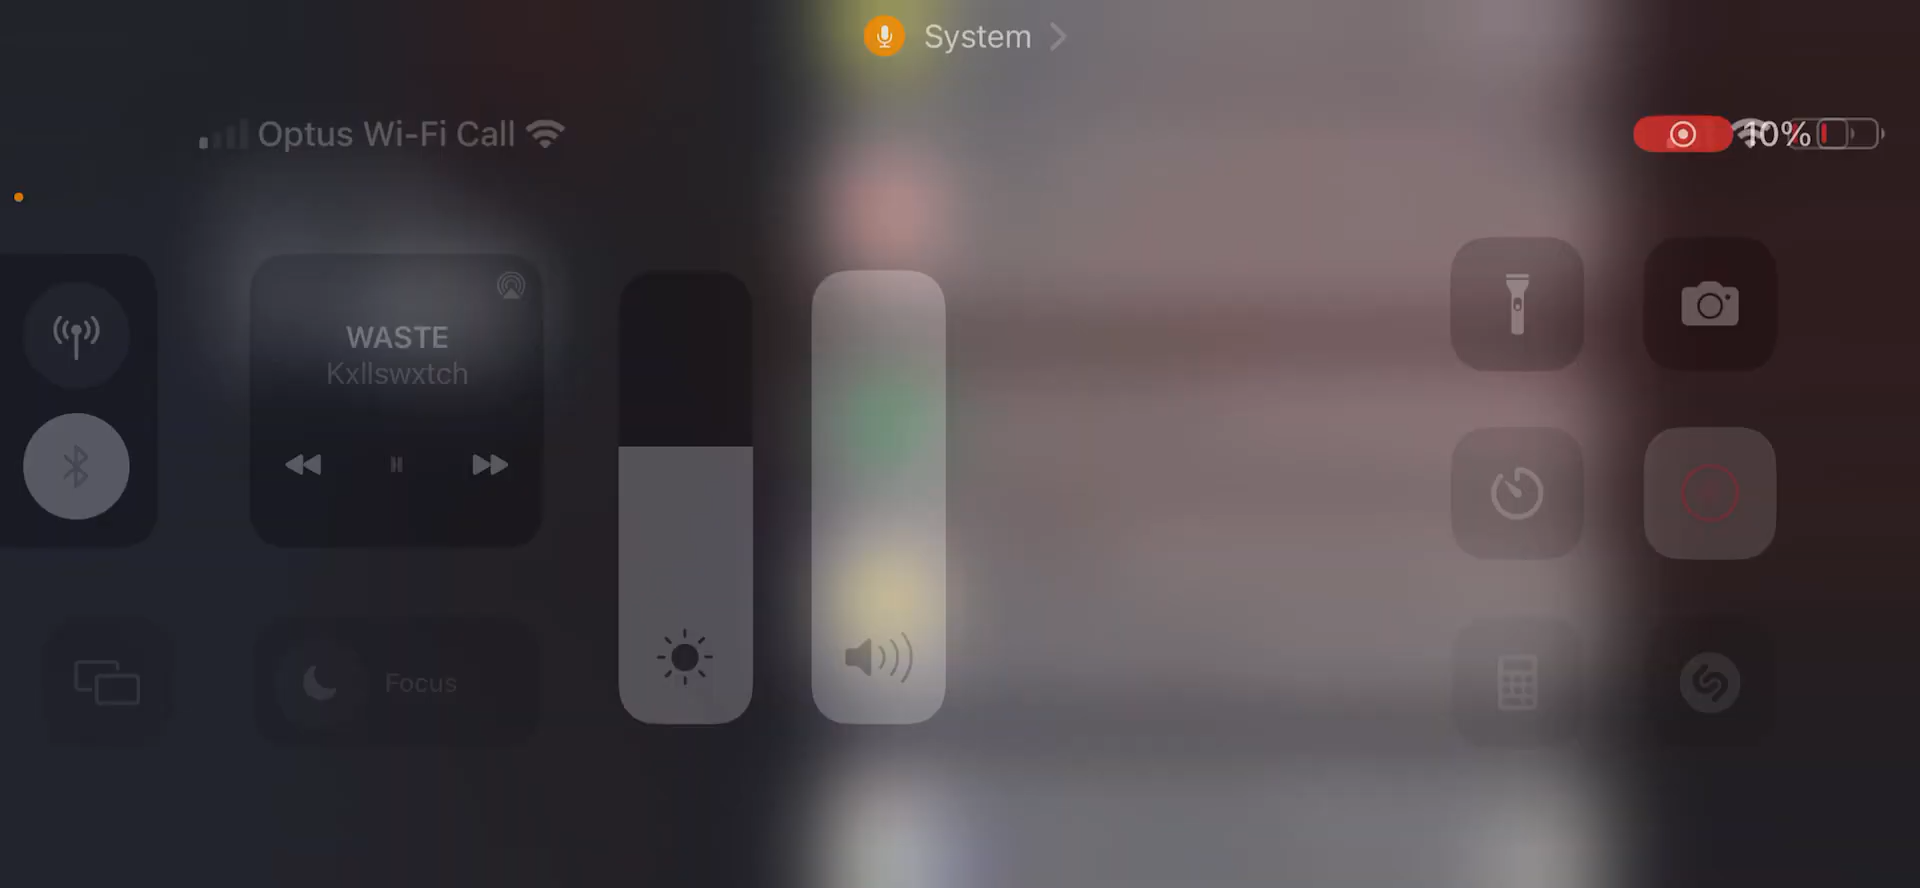 System
Optus Wi-Fi Call
10%
WASTE
Kxllswxtch
Focus